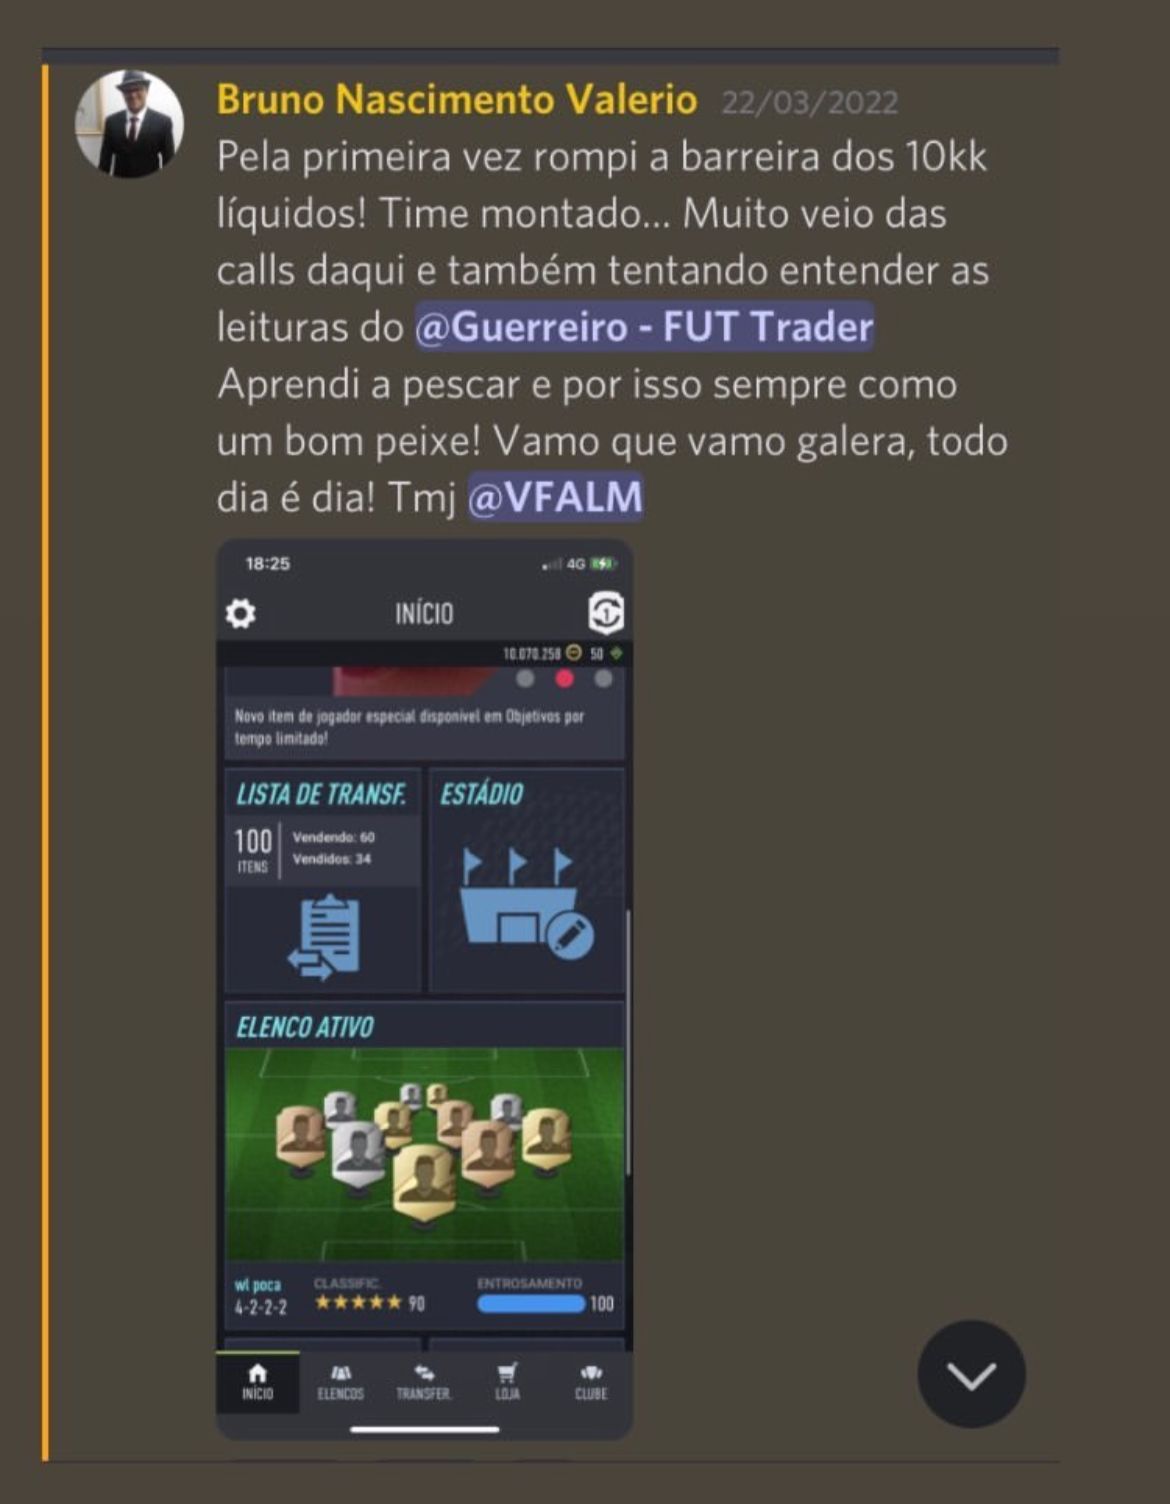 Bruno Nascimento Valerio 22/03/2022
Pela primeira vez rompi a barreira dos 10kk
líquidos! Time montado... Muito veio das
calls daqui e também tentando entender as
leituras do @Guerreiro - FUT Trader
Aprendi a pescar e por isso sempre como
um bom peixe! Vamo que vamo galera, todo
dia é dia! Tmj @VFALM
18:25 4G
INÍCIO 1
10.070.258 50
Novo item de jogador especial disponível em Objetivos por
tempo limitado!
LISTA DE TRANSF. ESTÁDIO
100 Vendendo: 60
ITENS Vendidos: 34
ELENCO ATIVO
wl poca CLASSIFIC. ENTROSAMENTO
4-2-2-2 90 100
INÍCIO ELENCOS TRANSFER. LOJA CLUBE